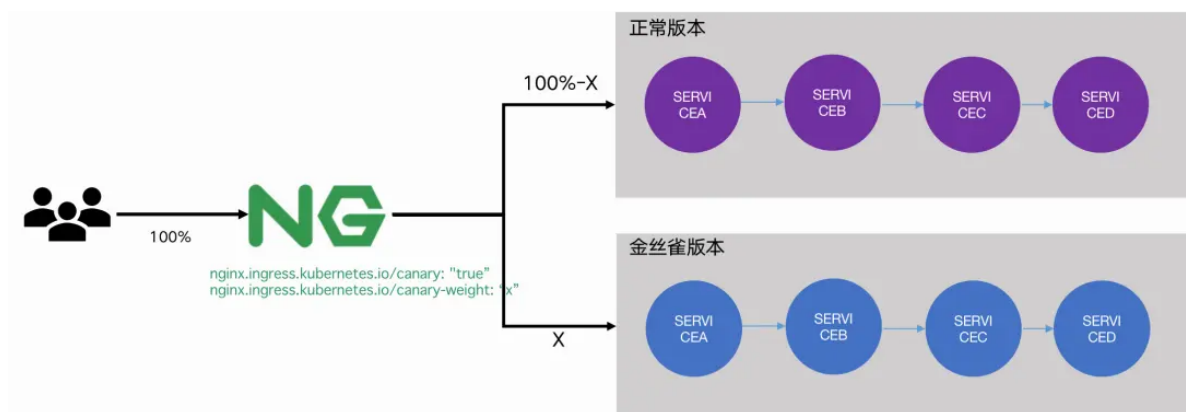 正常版本
100%-X
SERVI
CEA
SERVI
CEB
SERVI
CEC
SERVI
CED
NG
100%
nginx.ingress.kubernetes.io/canary: "true"
nginx.ingress.kubernetes.io/canary-weight: "x"
金丝雀版本
X
SERVI
CEA
SERVI
CEB
SERVI
CEC
SERVI
CED